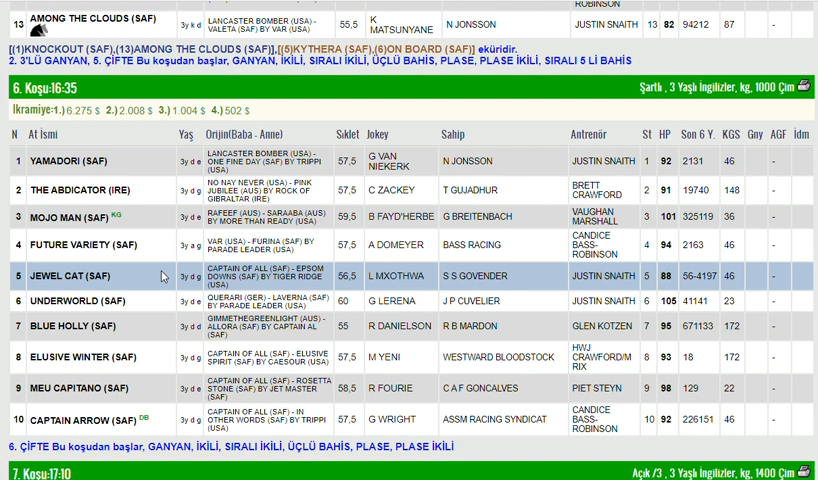 ROBINSON
13 AMONG THE CLOUDS (SAF) 3y k d LANCASTER BOMBER (USA) - VALETA (SAF) BY VAR (USA) 55,5 K MATSUNYANE N JONSSON JUSTIN SNAITH 13 82 94212 87 -
[(1)KNOCKOUT (SAF),(13)AMONG THE CLOUDS (SAF)],[(5)KYTHERA (SAF),(6)ON BOARD (SAF)] eküridir.
2. 3'LÜ GANYAN, 5. ÇİFTE Bu koşudan başlar, GANYAN, İKİLİ, SIRALI İKİLİ, ÜÇLÜ BAHİS, PLASE, PLASE İKİLİ, SIRALI 5 Lİ BAHİS
6. Koşu:16:35 Şartlı , 3 Yaşlı İngilizler, kg, 1000 Çim
İkramiye:1.) 6.275 $ 2.) 2.008 $ 3.) 1.004 $ 4.) 502 $
N At İsmi Yaş Orijin(Baba - Anne) Sıklet Jokey Sahip Antrenör St HP Son 6 Y. KGS Gny AGF İdm
1 YAMADORI (SAF) 3y d e LANCASTER BOMBER (USA) - ONE FINE DAY (SAF) BY TRIPPI (USA) 57,5 G VAN NIEKERK N JONSSON JUSTIN SNAITH 1 92 2131 46 -
2 THE ABDICATOR (IRE) 3y d g NO NAY NEVER (USA) - PINK JUBILEE (AUS) BY ROCK OF GIBRALTAR (IRE) 57,5 C ZACKEY T GUJADHUR BRETT CRAWFORD 2 91 19740 148 -
3 MOJO MAN (SAF) KG 3y d e RAFEEF (AUS) - SARAABA (AUS) BY MORE THAN READY (USA) 59,5 B FAYD'HERBE G BREITENBACH VAUGHAN MARSHALL 3 101 325119 36 -
4 FUTURE VARIETY (SAF) 3y a g VAR (USA) - FURINA (SAF) BY PARADE LEADER (USA) 57,5 A DOMEYER BASS RACING CANDICE BASS-ROBINSON 4 94 2163 46 -
5 JEWEL CAT (SAF) 3y d g CAPTAIN OF ALL (SAF) - EPSOM DOWNS (SAF) BY TIGER RIDGE (USA) 56,5 L MXOTHWA S S GOVENDER JUSTIN SNAITH 5 88 56-4197 46 -
6 UNDERWORLD (SAF) 3y d e QUERARI (GER) - LAVERNA (SAF) BY PARADE LEADER (USA) 60 G LERENA J P CUVELIER JUSTIN SNAITH 6 105 41141 23 -
7 BLUE HOLLY (SAF) 3y d d GIMMETHEGREENLIGHT (AUS) - ALLORA (SAF) BY CAPTAIN AL (SAF) 55 R DANIELSON R B MARDON GLEN KOTZEN 7 95 671133 172 -
8 ELUSIVE WINTER (SAF) 3y d g CAPTAIN OF ALL (SAF) - ELUSIVE SPIRIT (SAF) BY CAESOUR (USA) 57,5 M YENI WESTWARD BLOODSTOCK HWJ CRAWFORD/M RIX 8 93 18 172 -
9 MEU CAPITANO (SAF) 3y d e CAPTAIN OF ALL (SAF) - ROSETTA STONE (SAF) BY JET MASTER (SAF) 58,5 R FOURIE C A F GONCALVES PIET STEYN 9 98 129 22 -
10 CAPTAIN ARROW (SAF) DB 3y d g CAPTAIN OF ALL (SAF) - IN OTHER WORDS (SAF) BY TRIPPI (USA) 57,5 G WRIGHT ASSM RACING SYNDICAT CANDICE BASS-ROBINSON 10 92 226151 46 -
6. ÇİFTE Bu koşudan başlar, GANYAN, İKİLİ, SIRALI İKİLİ, ÜÇLÜ BAHİS, PLASE, PLASE İKİLİ
7. Koşu:17:10 Açık /3 , 3 Yaşlı İngilizler, kg, 1400 Çim